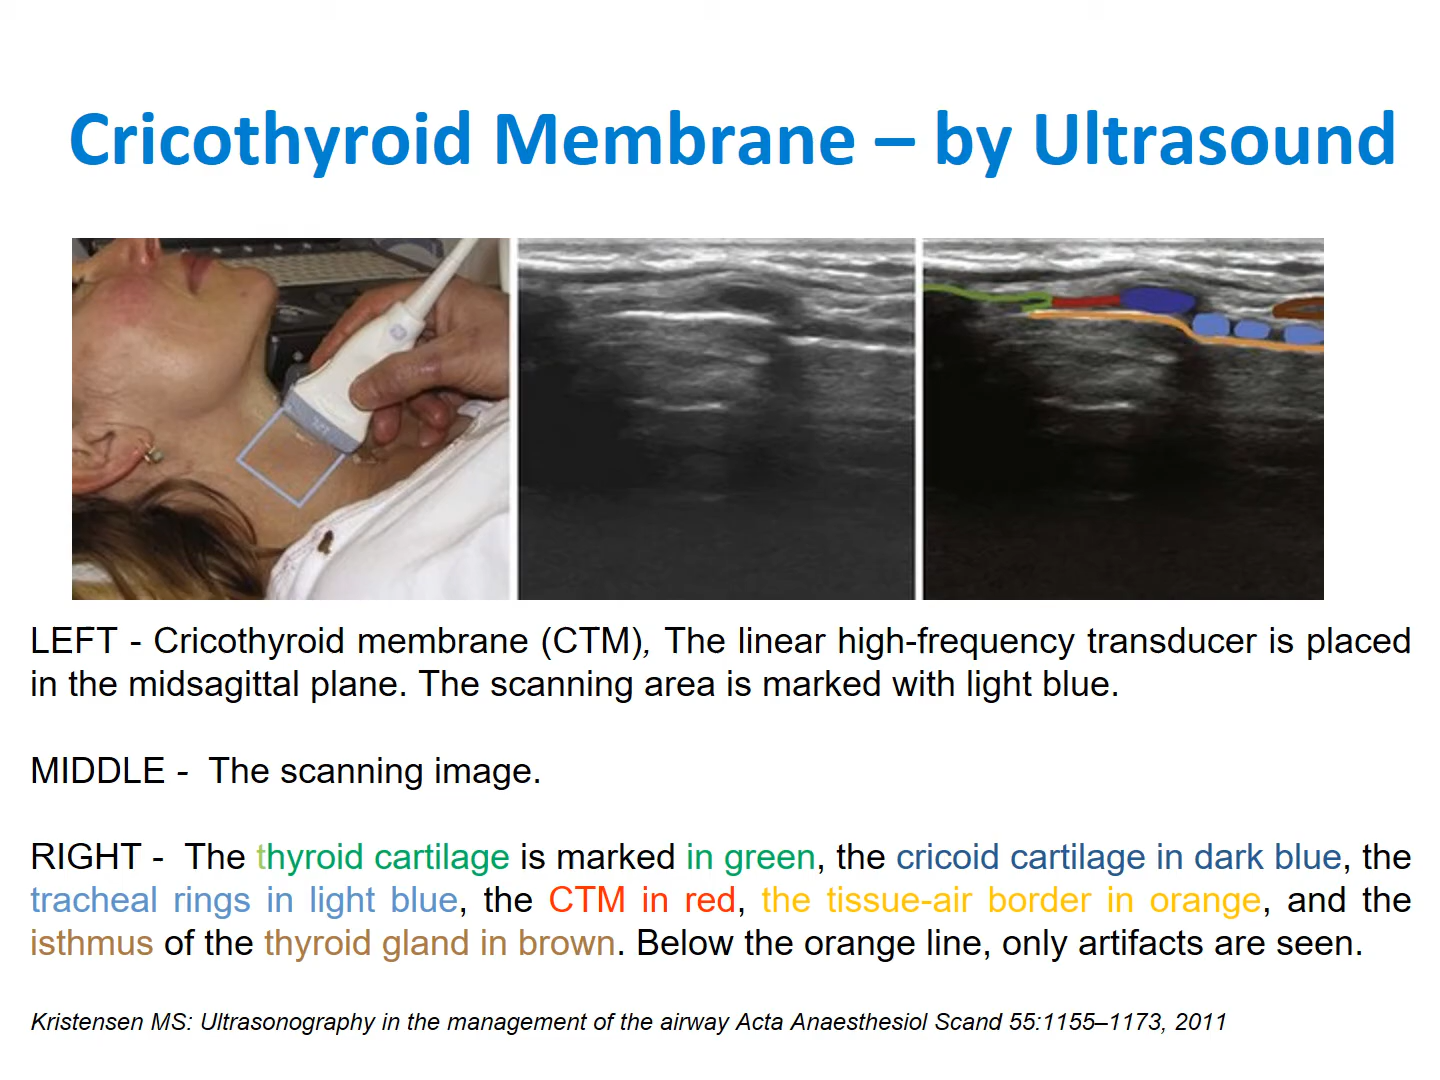 Cricothyroid Membrane – by Ultrasound
LEFT - Cricothyroid membrane (CTM), The linear high-frequency transducer is placed
in the midsagittal plane. The scanning area is marked with light blue.
MIDDLE -  The scanning image.
RIGHT -  The thyroid cartilage is marked in green, the cricoid cartilage in dark blue, the
tracheal rings in light blue, the CTM in red, the tissue-air border in orange, and the
isthmus of the thyroid gland in brown. Below the orange line, only artifacts are seen.
Kristensen MS: Ultrasonography in the management of the airway Acta Anaesthesiol Scand 55:1155–1173, 2011